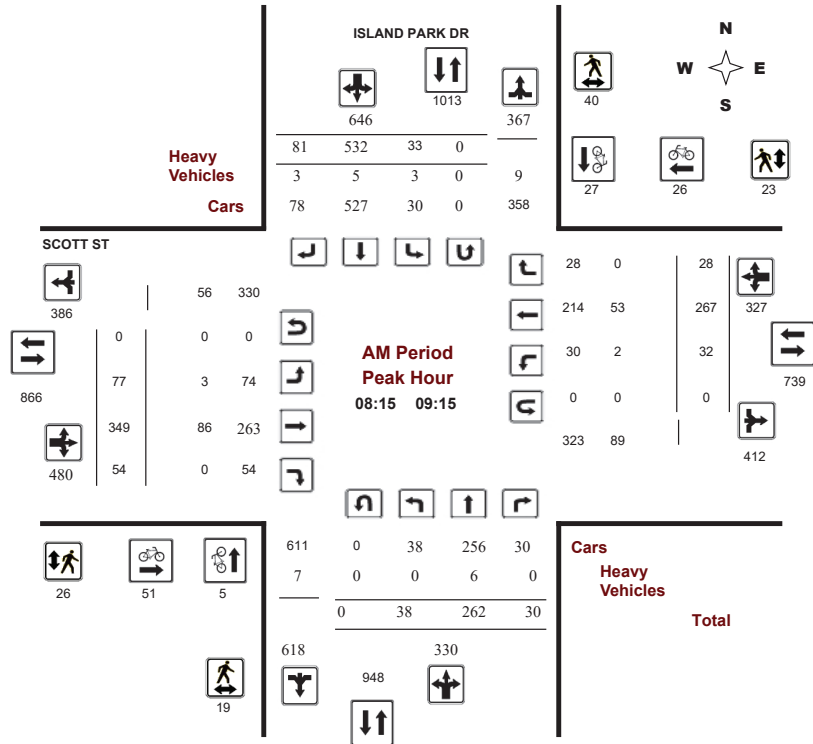 ISLAND PARK DR
N
W E
S
1013
40
646 367
81 532 33 0
Heavy
Vehicles
3 5 3 0 9
27 26 23
Cars
78 527 30 0 358
SCOTT ST
386
56 330
28 0 28
327
214 53 267
0 0 0
AM Period
Peak Hour
08:15 09:15
866
77 3 74
30 2 32
739
0 0 0
349 86 263
323 89
412
480
54 0 54
611 0 38 256 30
Cars
7 0 0 6 0
Heavy
Vehicles
26 51 5
0 38 262 30
Total
618 330
948
19